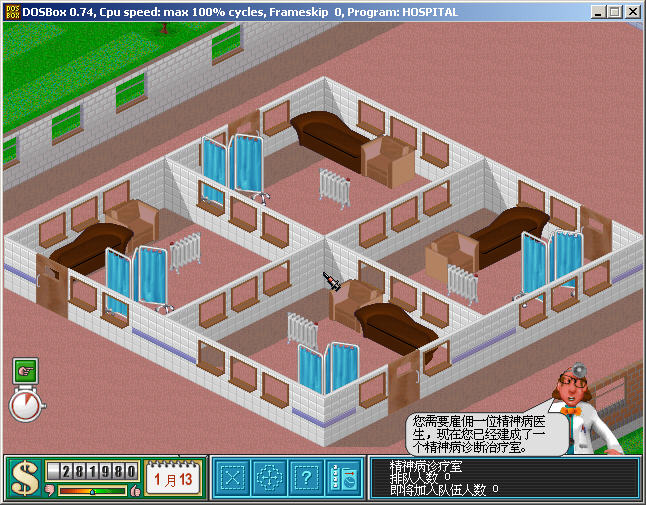 DOSBox 0.74, Cpu speed: max 100% cycles, Frameskip 0, Program: HOSPITAL
您需要雇佣一位精神病医
生，现在您已经建成了一
个精神病诊断治疗室。
$ 281980
1月13
?
精神病诊疗室
排队人数 0
即将加入队伍人数 0